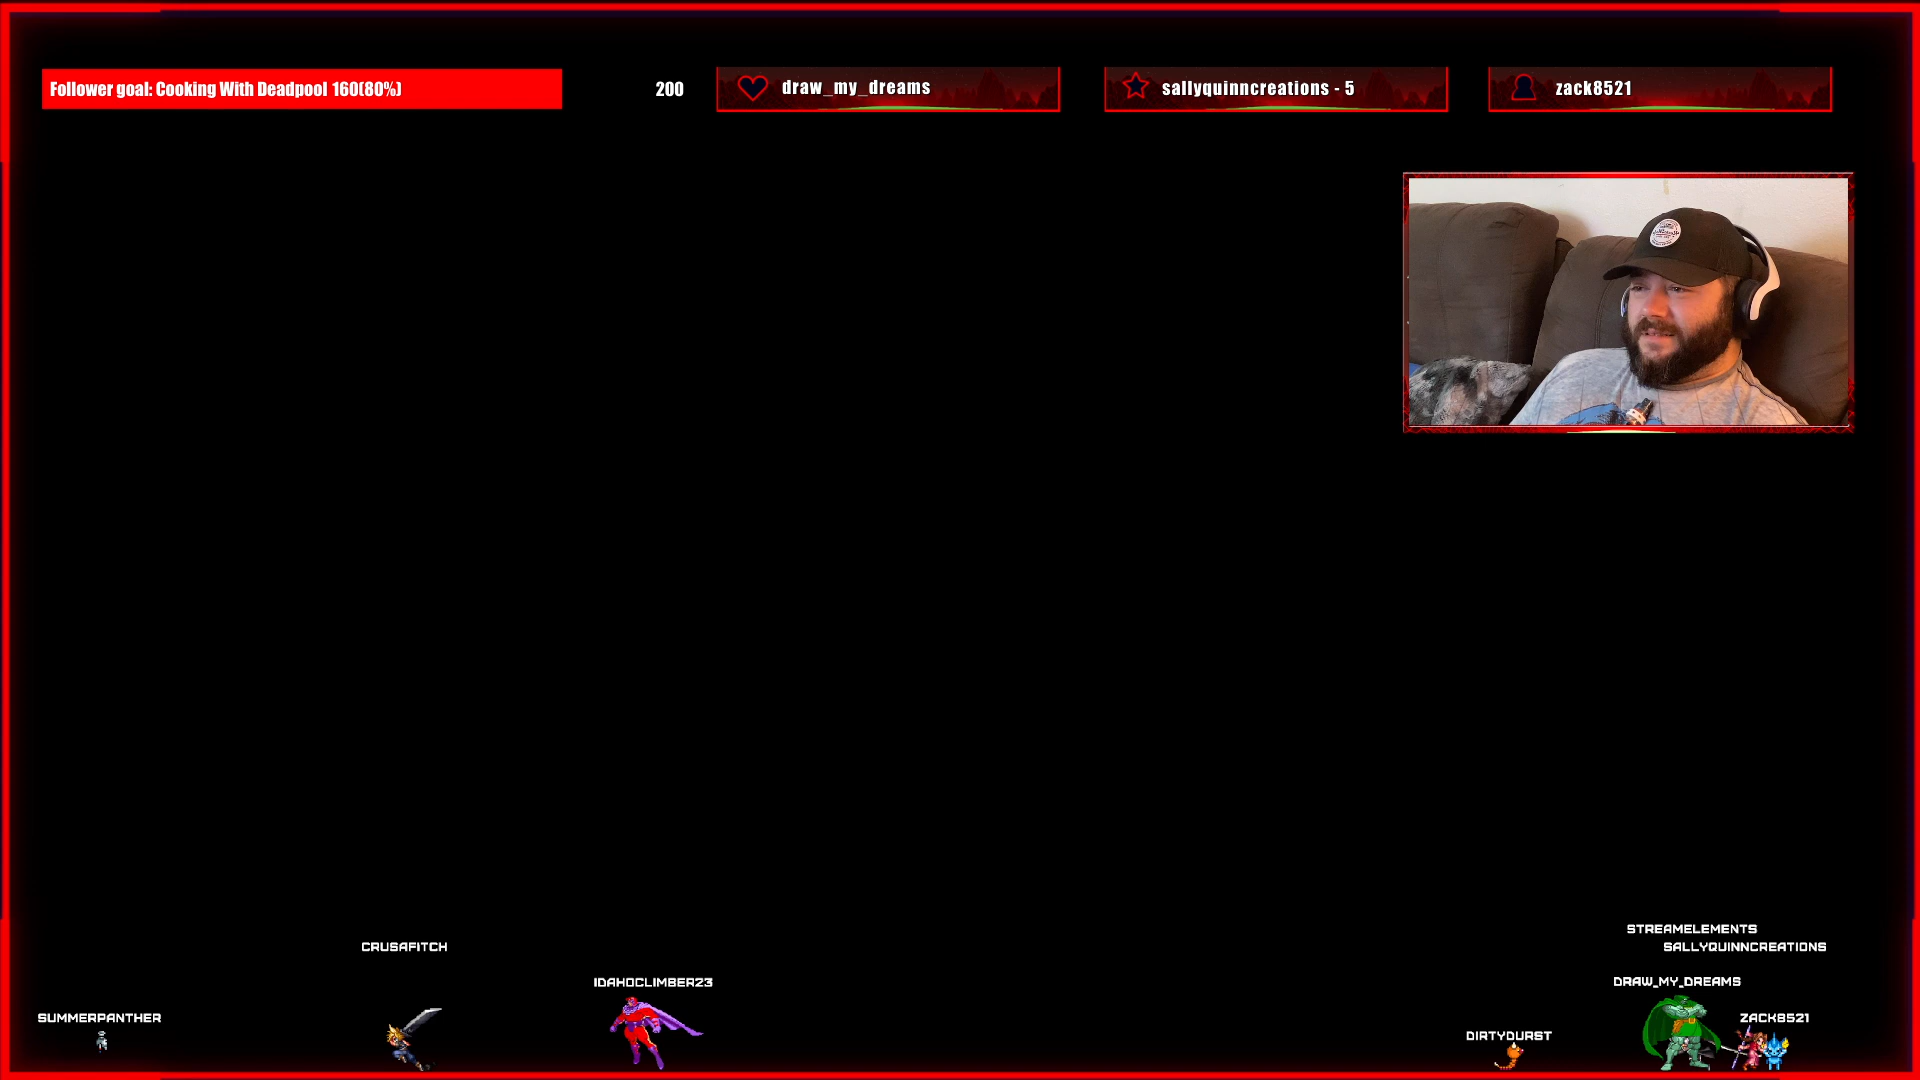 Follower goal: Cooking With Deadpool 160(80%)
200
draw_my_dreams
sallyquinncreations - 5
zack8521
STREAMELEMENTS
CRUSAFITCH
SALLYQUINNCREATIONS
IDAHOCLIMBER23
DRAW_MY_DREAMS
SUMMERPANTHER
ZACK8521
DIRTYDURST